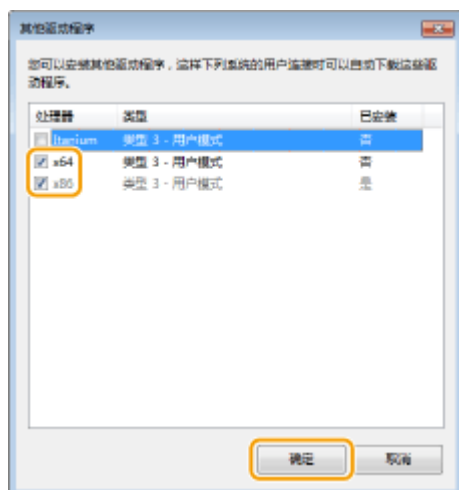 其他驱动程序
您可以安装其他驱动程序，这样下列系统的用户连接时可以自动下载这些驱
动程序。
处理器 类型 已安装
Itanium 类型 3 - 用户模式 否
x64 类型 3 - 用户模式 否
x86 类型 3 - 用户模式 是
确定 取消